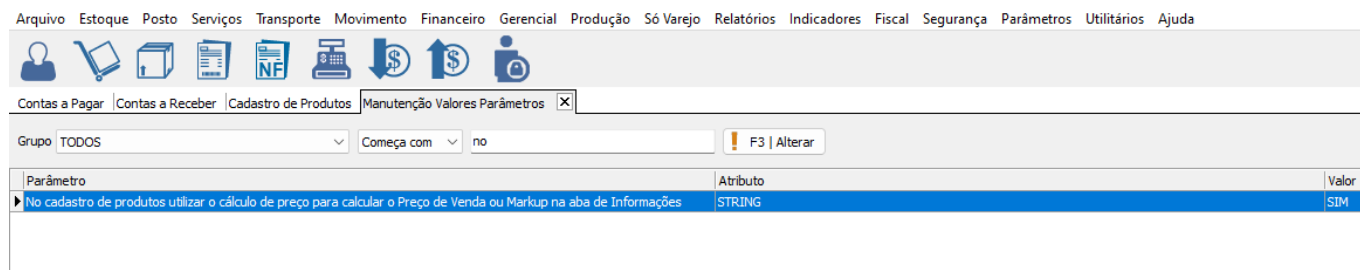 Arquivo Estoque Posto Serviços Transporte Movimento Financeiro Gerencial Produção Só Varejo Relatórios Indicadores Fiscal Segurança Parâmetros Utilitários Ajuda
NF
Contas a Pagar Contas a Receber Cadastro de Produtos Manutenção Valores Parâmetros
Grupo TODOS Começa com no F3 | Alterar
Parâmetro Atributo Valor
No cadastro de produtos utilizar o cálculo de preço para calcular o Preço de Venda ou Markup na aba de Informações STRING SIM